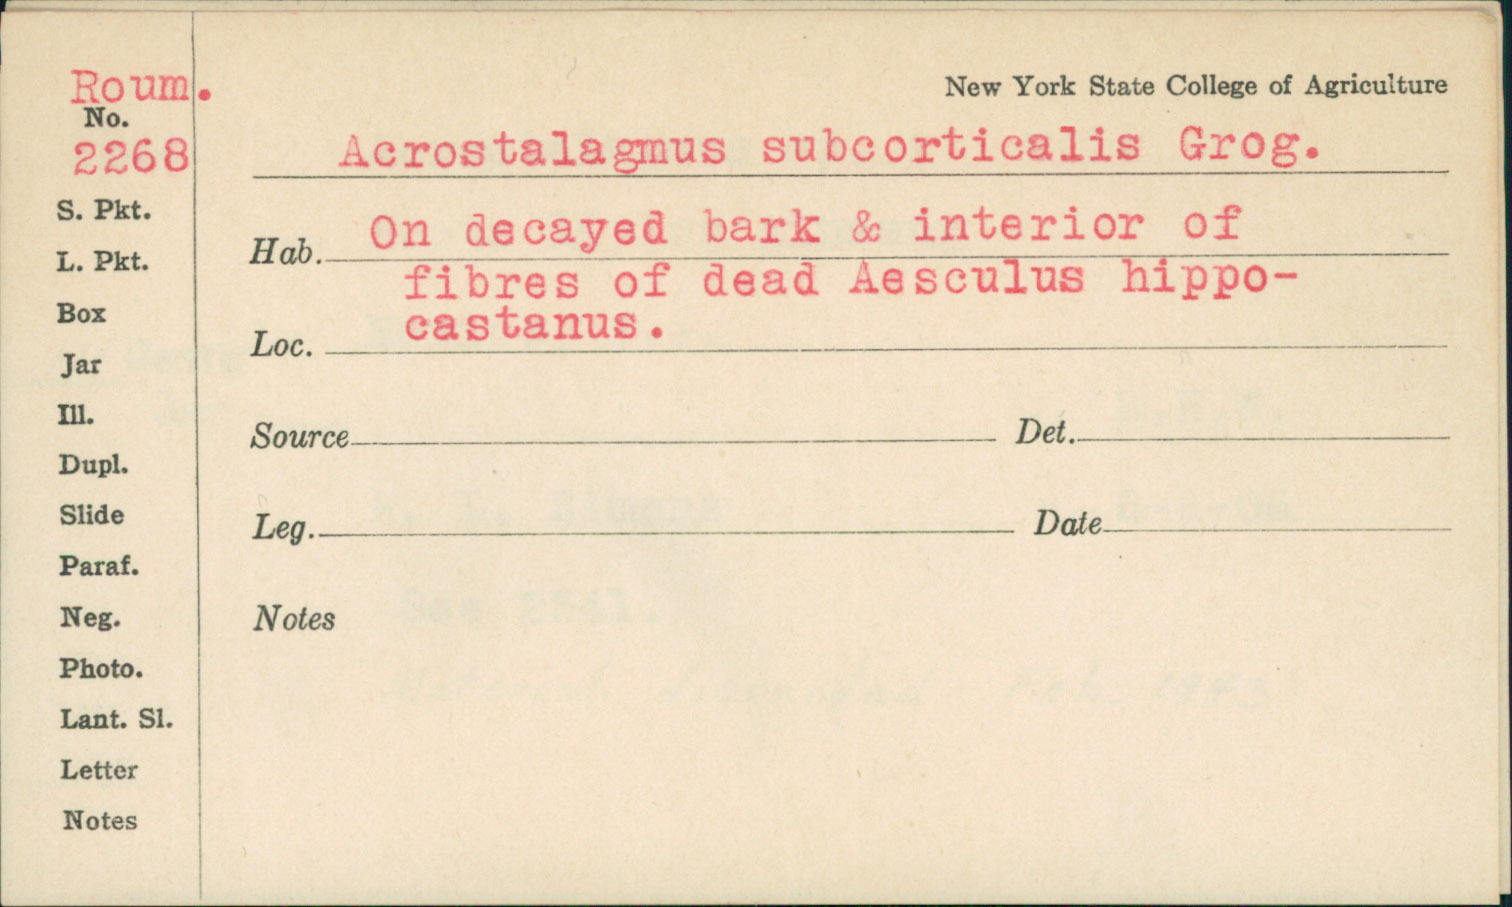 Roum.
No.
2268
S. Pkt.
L. Pkt.
Box
Jar
Ill.
Dupl.
Slide
Paraf.
Neg.
Photo.
Lant. Sl.
Letter
Notes
New York State College of Agriculture
Acrostalagmus subcorticalis Grog.
Hab. On decayed bark & interior of
fibres of dead Aesculus hippo-
castanus.
Loc.
Source Det.
Leg. Date
Notes